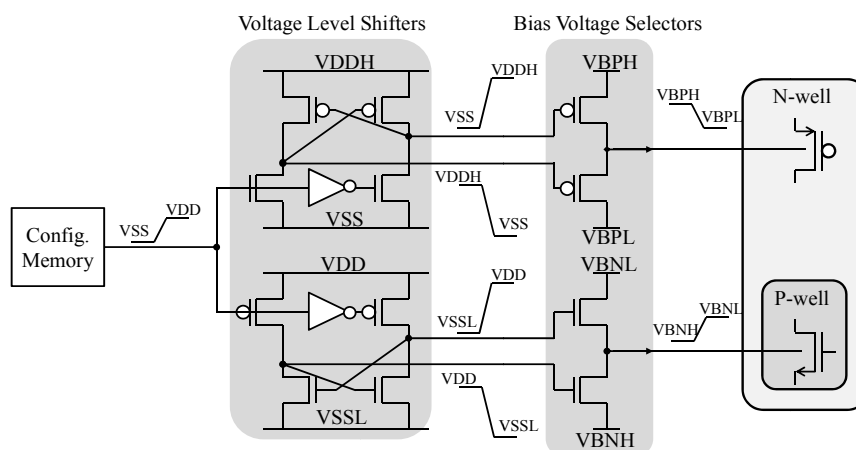 Voltage Level Shifters
Bias Voltage Selectors
VDDH
VDDH
VBPH
VBPH
VBPL
N-well
VSS
VDD
VSS
Config.
Memory
VSS
VDDH
VSS
VBPL
VDD
VDD
VBNL
VBNL
VBNH
P-well
VSSL
VDD
VSSL
VSSL
VBNH